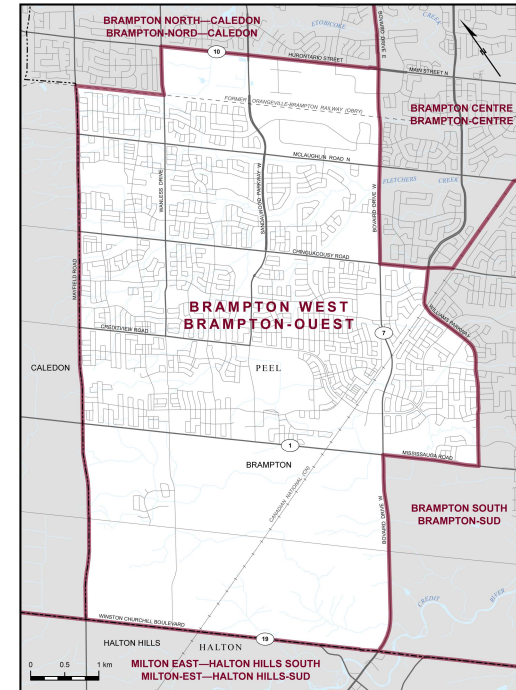 BRAMPTON NORTH—CALEDON
BRAMPTON-NORD—CALEDON
ETOBICOKE
CREEK
BOVAIRD DRIVE E
10
HURONTARIO STREET
MAIN STREET N
FORMER ORANGEVILLE-BRAMPTON RAILWAY (OBRY)
BRAMPTON CENTRE
BRAMPTON-CENTRE
MCLAUGHLIN ROAD N
WANLESS DRIVE
SANDALWOOD PARKWAY W
BOVAIRD DRIVE W
FLETCHERS
CREEK
CHINGUACOUSY ROAD
MAYFIELD ROAD
BRAMPTON WEST
BRAMPTON-OUEST
WILLIAMS PARKWAY
CREDITVIEW ROAD
7
CALEDON
PEEL
1
MISSISSAUGA ROAD
BRAMPTON
CANADIAN NATIONAL (CN)
BOVAIRD DRIVE W
BRAMPTON SOUTH
BRAMPTON-SUD
CREDIT
RIVER
WINSTON CHURCHILL BOULEVARD
19
HALTON HILLS
HALTON
MILTON EAST—HALTON HILLS SOUTH
MILTON-EST—HALTON HILLS-SUD
0 0.5 1 km